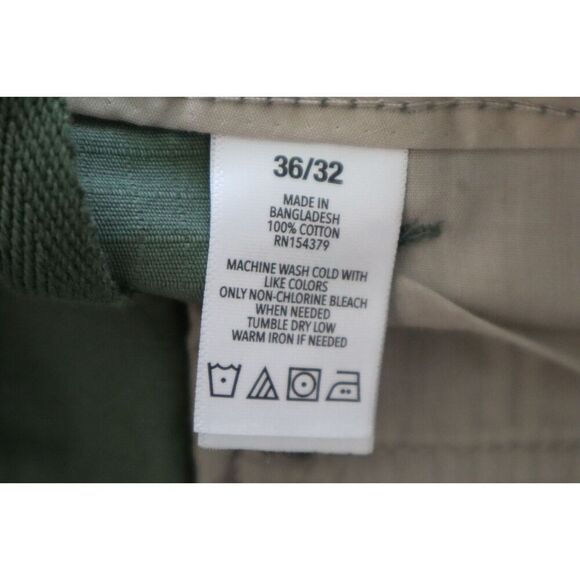 36/32
MADE IN
BANGLADESH
100% COTTON
RN154379
MACHINE WASH COLD WITH
LIKE COLORS
ONLY NON-CHLORINE BLEACH
WHEN NEEDED
TUMBLE DRY LOW
WARM IRON IF NEEDED